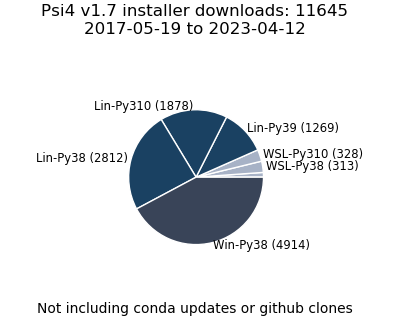 Psi4 v1.7 installer downloads: 11645
2017-05-19 to 2023-04-12
Lin-Py310 (1878)
Lin-Py39 (1269)
Lin-Py38 (2812)
WSL-Py310 (328)
WSL-Py38 (313)
Win-Py38 (4914)
Not including conda updates or github clones